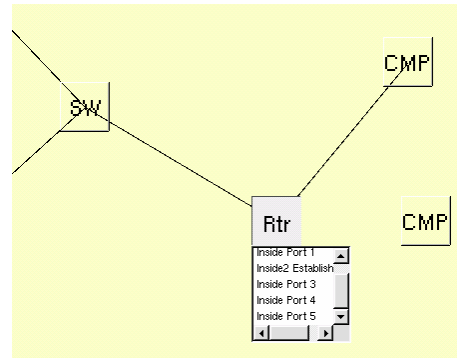 CMP
SW
Rtr
CMP
Inside Port 1
Inside2 Establish
Inside Port 3
Inside Port 4
Inside Port 5